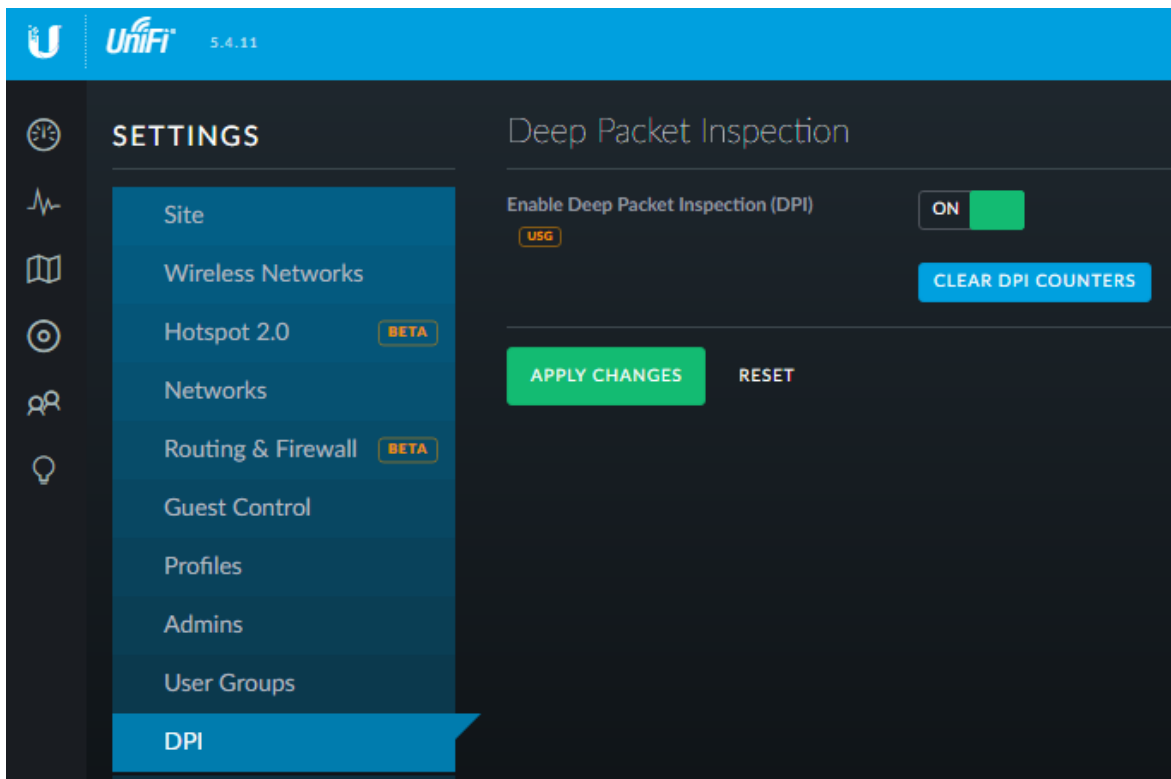 UniFi 5.4.11
SETTINGS
Site
Wireless Networks
Hotspot 2.0 BETA
Networks
Routing & Firewall BETA
Guest Control
Profiles
Admins
User Groups
DPI
Deep Packet Inspection
Enable Deep Packet Inspection (DPI)
USG
ON
CLEAR DPI COUNTERS
APPLY CHANGES RESET